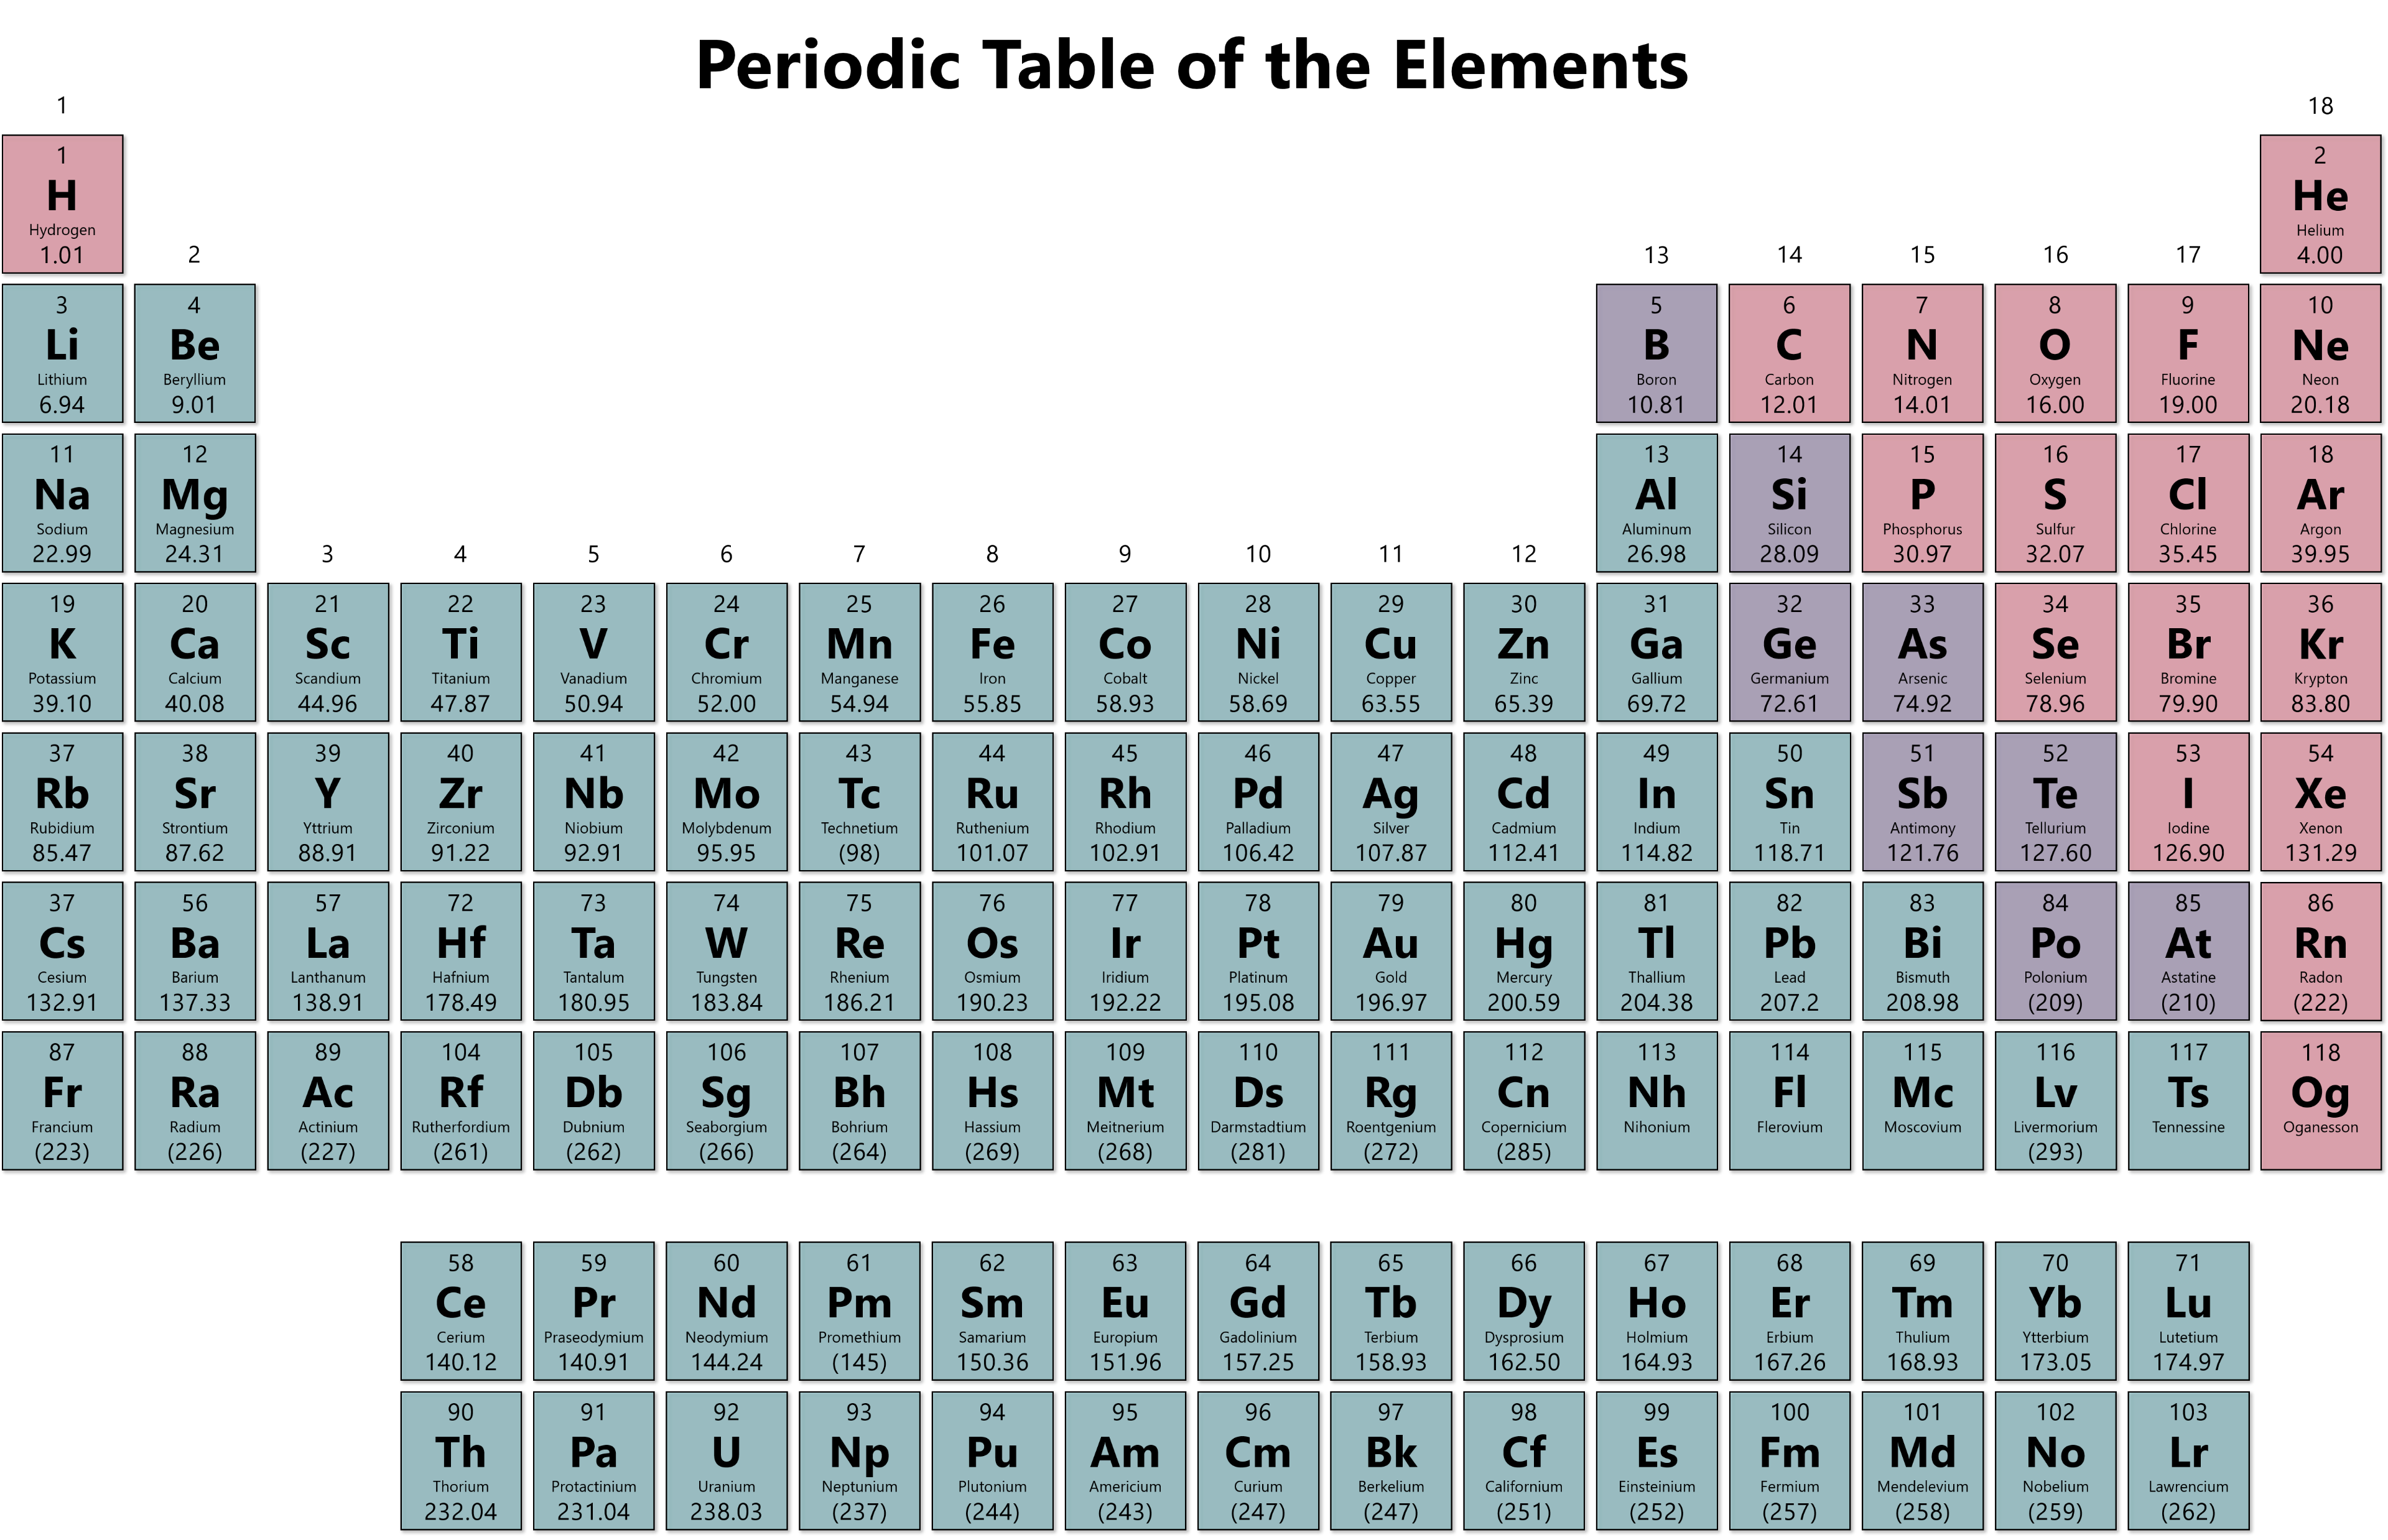 Periodic Table of the Elements
1 18
1 2
H He
Hydrogen Helium
1.01 2 13 14 15 16 17 4.00
3 4 5 6 7 8 9 10
Li Be B C N O F Ne
Lithium Beryllium Boron Carbon Nitrogen Oxygen Fluorine Neon
6.94 9.01 10.81 12.01 14.01 16.00 19.00 20.18
11 12 13 14 15 16 17 18
Na Mg Al Si P S Cl Ar
Sodium Magnesium Aluminum Silicon Phosphorus Sulfur Chlorine Argon
22.99 24.31 3 4 5 6 7 8 9 10 11 12 26.98 28.09 30.97 32.07 35.45 39.95
19 20 21 22 23 24 25 26 27 28 29 30 31 32 33 34 35 36
K Ca Sc Ti V Cr Mn Fe Co Ni Cu Zn Ga Ge As Se Br Kr
Potassium Calcium Scandium Titanium Vanadium Chromium Manganese Iron Cobalt Nickel Copper Zinc Gallium Germanium Arsenic Selenium Bromine Krypton
39.10 40.08 44.96 47.87 50.94 52.00 54.94 55.85 58.93 58.69 63.55 65.39 69.72 72.61 74.92 78.96 79.90 83.80
37 38 39 40 41 42 43 44 45 46 47 48 49 50 51 52 53 54
Rb Sr Y Zr Nb Mo Tc Ru Rh Pd Ag Cd In Sn Sb Te I Xe
Rubidium Strontium Yttrium Zirconium Niobium Molybdenum Technetium Ruthenium Rhodium Palladium Silver Cadmium Indium Tin Antimony Tellurium Iodine Xenon
85.47 87.62 88.91 91.22 92.91 95.95 (98) 101.07 102.91 106.42 107.87 112.41 114.82 118.71 121.76 127.60 126.90 131.29
37 56 57 72 73 74 75 76 77 78 79 80 81 82 83 84 85 86
Cs Ba La Hf Ta W Re Os Ir Pt Au Hg Tl Pb Bi Po At Rn
Cesium Barium Lanthanum Hafnium Tantalum Tungsten Rhenium Osmium Iridium Platinum Gold Mercury Thallium Lead Bismuth Polonium Astatine Radon
132.91 137.33 138.91 178.49 180.95 183.84 186.21 190.23 192.22 195.08 196.97 200.59 204.38 207.2 208.98 (209) (210) (222)
87 88 89 104 105 106 107 108 109 110 111 112 113 114 115 116 117 118
Fr Ra Ac Rf Db Sg Bh Hs Mt Ds Rg Cn Nh Fl Mc Lv Ts Og
Francium Radium Actinium Rutherfordium Dubnium Seaborgium Bohrium Hassium Meitnerium Darmstadtium Roentgenium Copernicium Nihonium Flerovium Moscovium Livermorium Tennessine Oganesson
(223) (226) (227) (261) (262) (266) (264) (269) (268) (281) (272) (285) (293)
58 59 60 61 62 63 64 65 66 67 68 69 70 71
Ce Pr Nd Pm Sm Eu Gd Tb Dy Ho Er Tm Yb Lu
Cerium Praseodymium Neodymium Promethium Samarium Europium Gadolinium Terbium Dysprosium Holmium Erbium Thulium Ytterbium Lutetium
140.12 140.91 144.24 (145) 150.36 151.96 157.25 158.93 162.50 164.93 167.26 168.93 173.05 174.97
90 91 92 93 94 95 96 97 98 99 100 101 102 103
Th Pa U Np Pu Am Cm Bk Cf Es Fm Md No Lr
Thorium Protactinium Uranium Neptunium Plutonium Americium Curium Berkelium Californium Einsteinium Fermium Mendelevium Nobelium Lawrencium
232.04 231.04 238.03 (237) (244) (243) (247) (247) (251) (252) (257) (258) (259) (262)